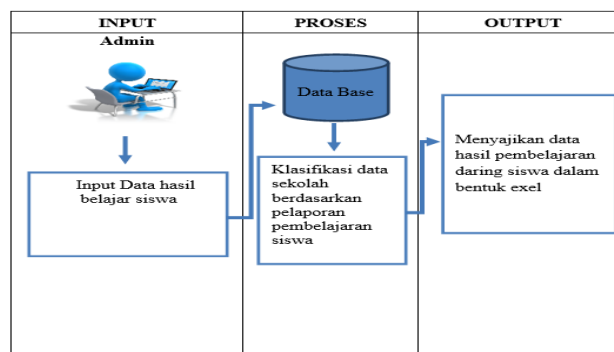 INPUT
PROSES
OUTPUT
Admin
Input Data hasil
belajar siswa
Data Base
Klasifikasi data
sekolah
berdasarkan
pelaporan
pembelajaran
siswa
Menyajikan data
hasil pembelajaran
daring siswa dalam
bentuk exel